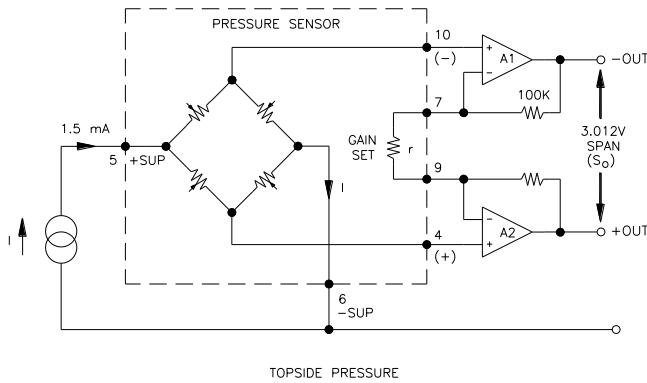 PRESSURE SENSOR
10
(-)
+
A1
-
-OUT
7
100K
1.5 mA
5
+SUP
GAIN
SET
r
3.012V
SPAN
(So)
I
9
I
-
A2
+
+OUT
4
(+)
6
-SUP
TOPSIDE PRESSURE